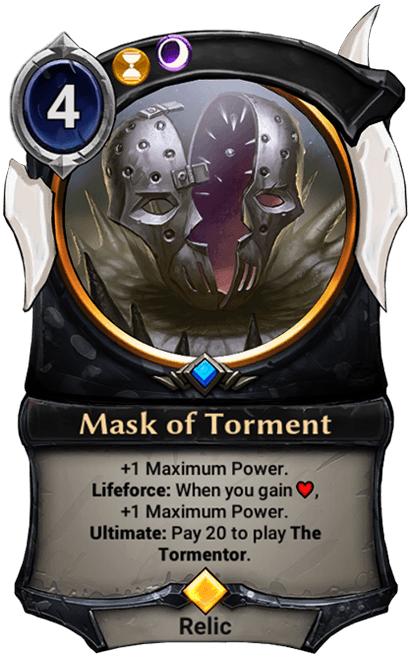 4
Mask of Torment
+1 Maximum Power.
Lifeforce: When you gain ❤,
+1 Maximum Power.
Ultimate: Pay 20 to play The
Tormentor.
Relic